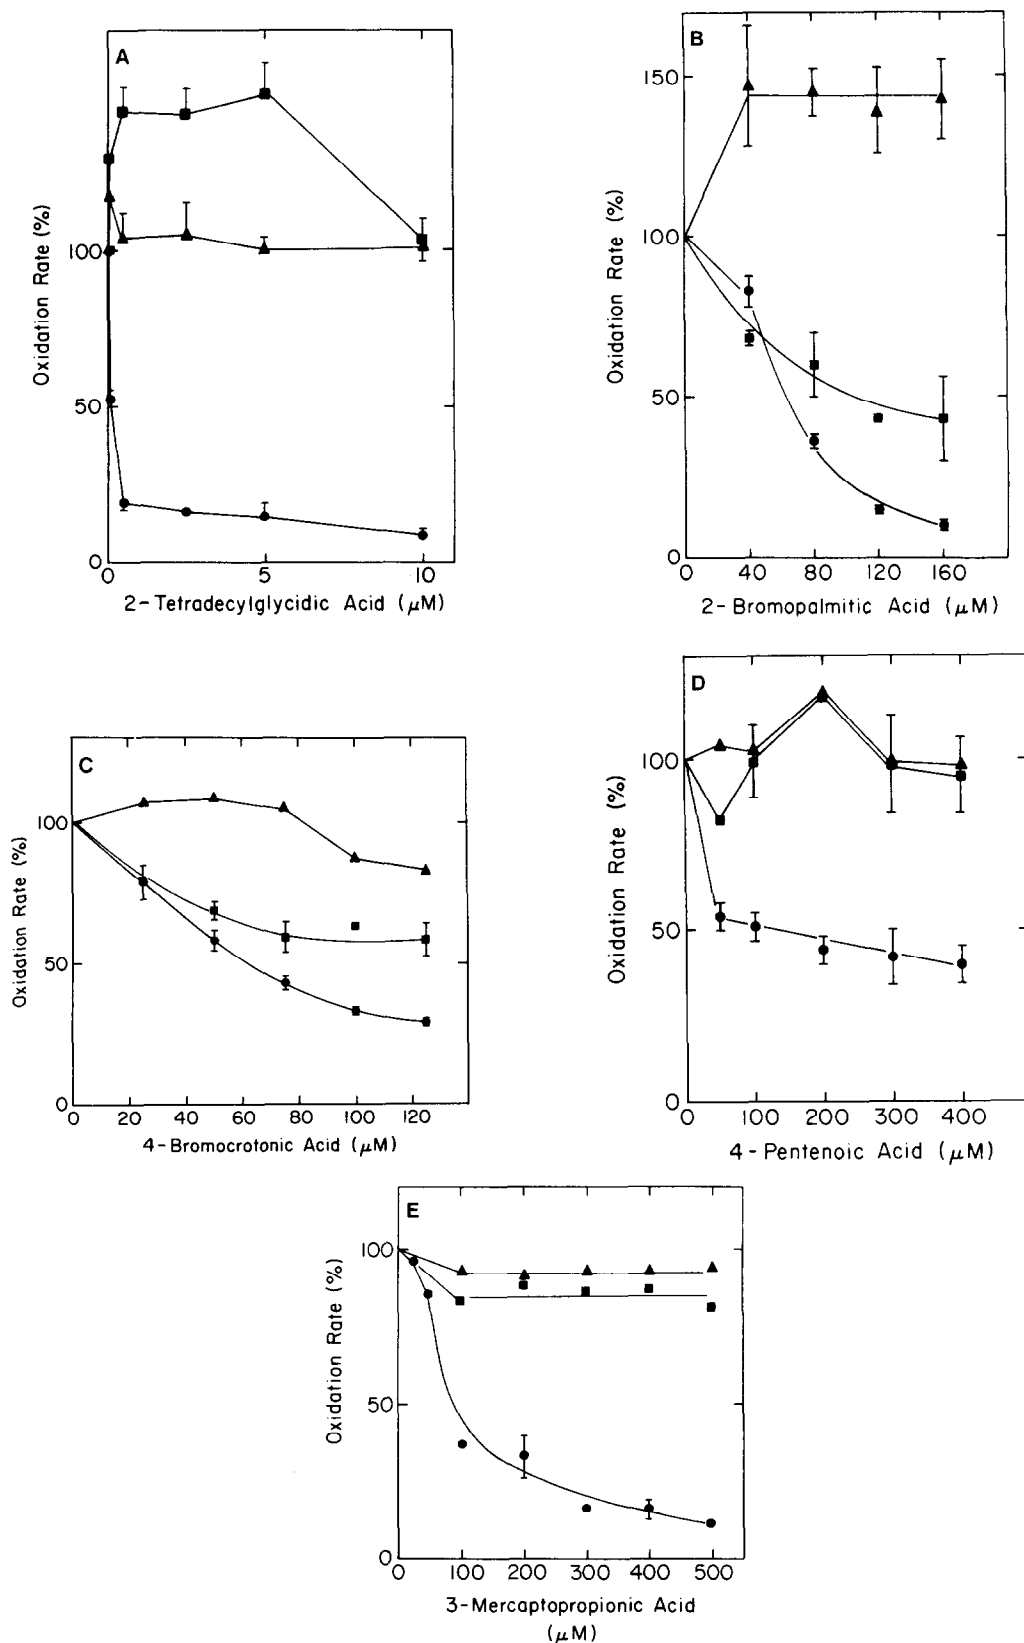 A
Oxidation Rate (%)
100
50
0
0 5 10
2-Tetradecylglycidic Acid (μM)
B
Oxidation Rate (%)
150
100
50
0
0 40 80 120 160
2-Bromopalmitic Acid (μM)
C
Oxidation Rate (%)
100
50
0
0 20 40 60 80 100 120
4-Bromocrotonic Acid (μM)
D
Oxidation Rate (%)
100
50
0
0 100 200 300 400
4-Pentenoic Acid (μM)
E
Oxidation Rate (%)
100
50
0
0 100 200 300 400 500
3-Mercaptopropionic Acid
(μM)